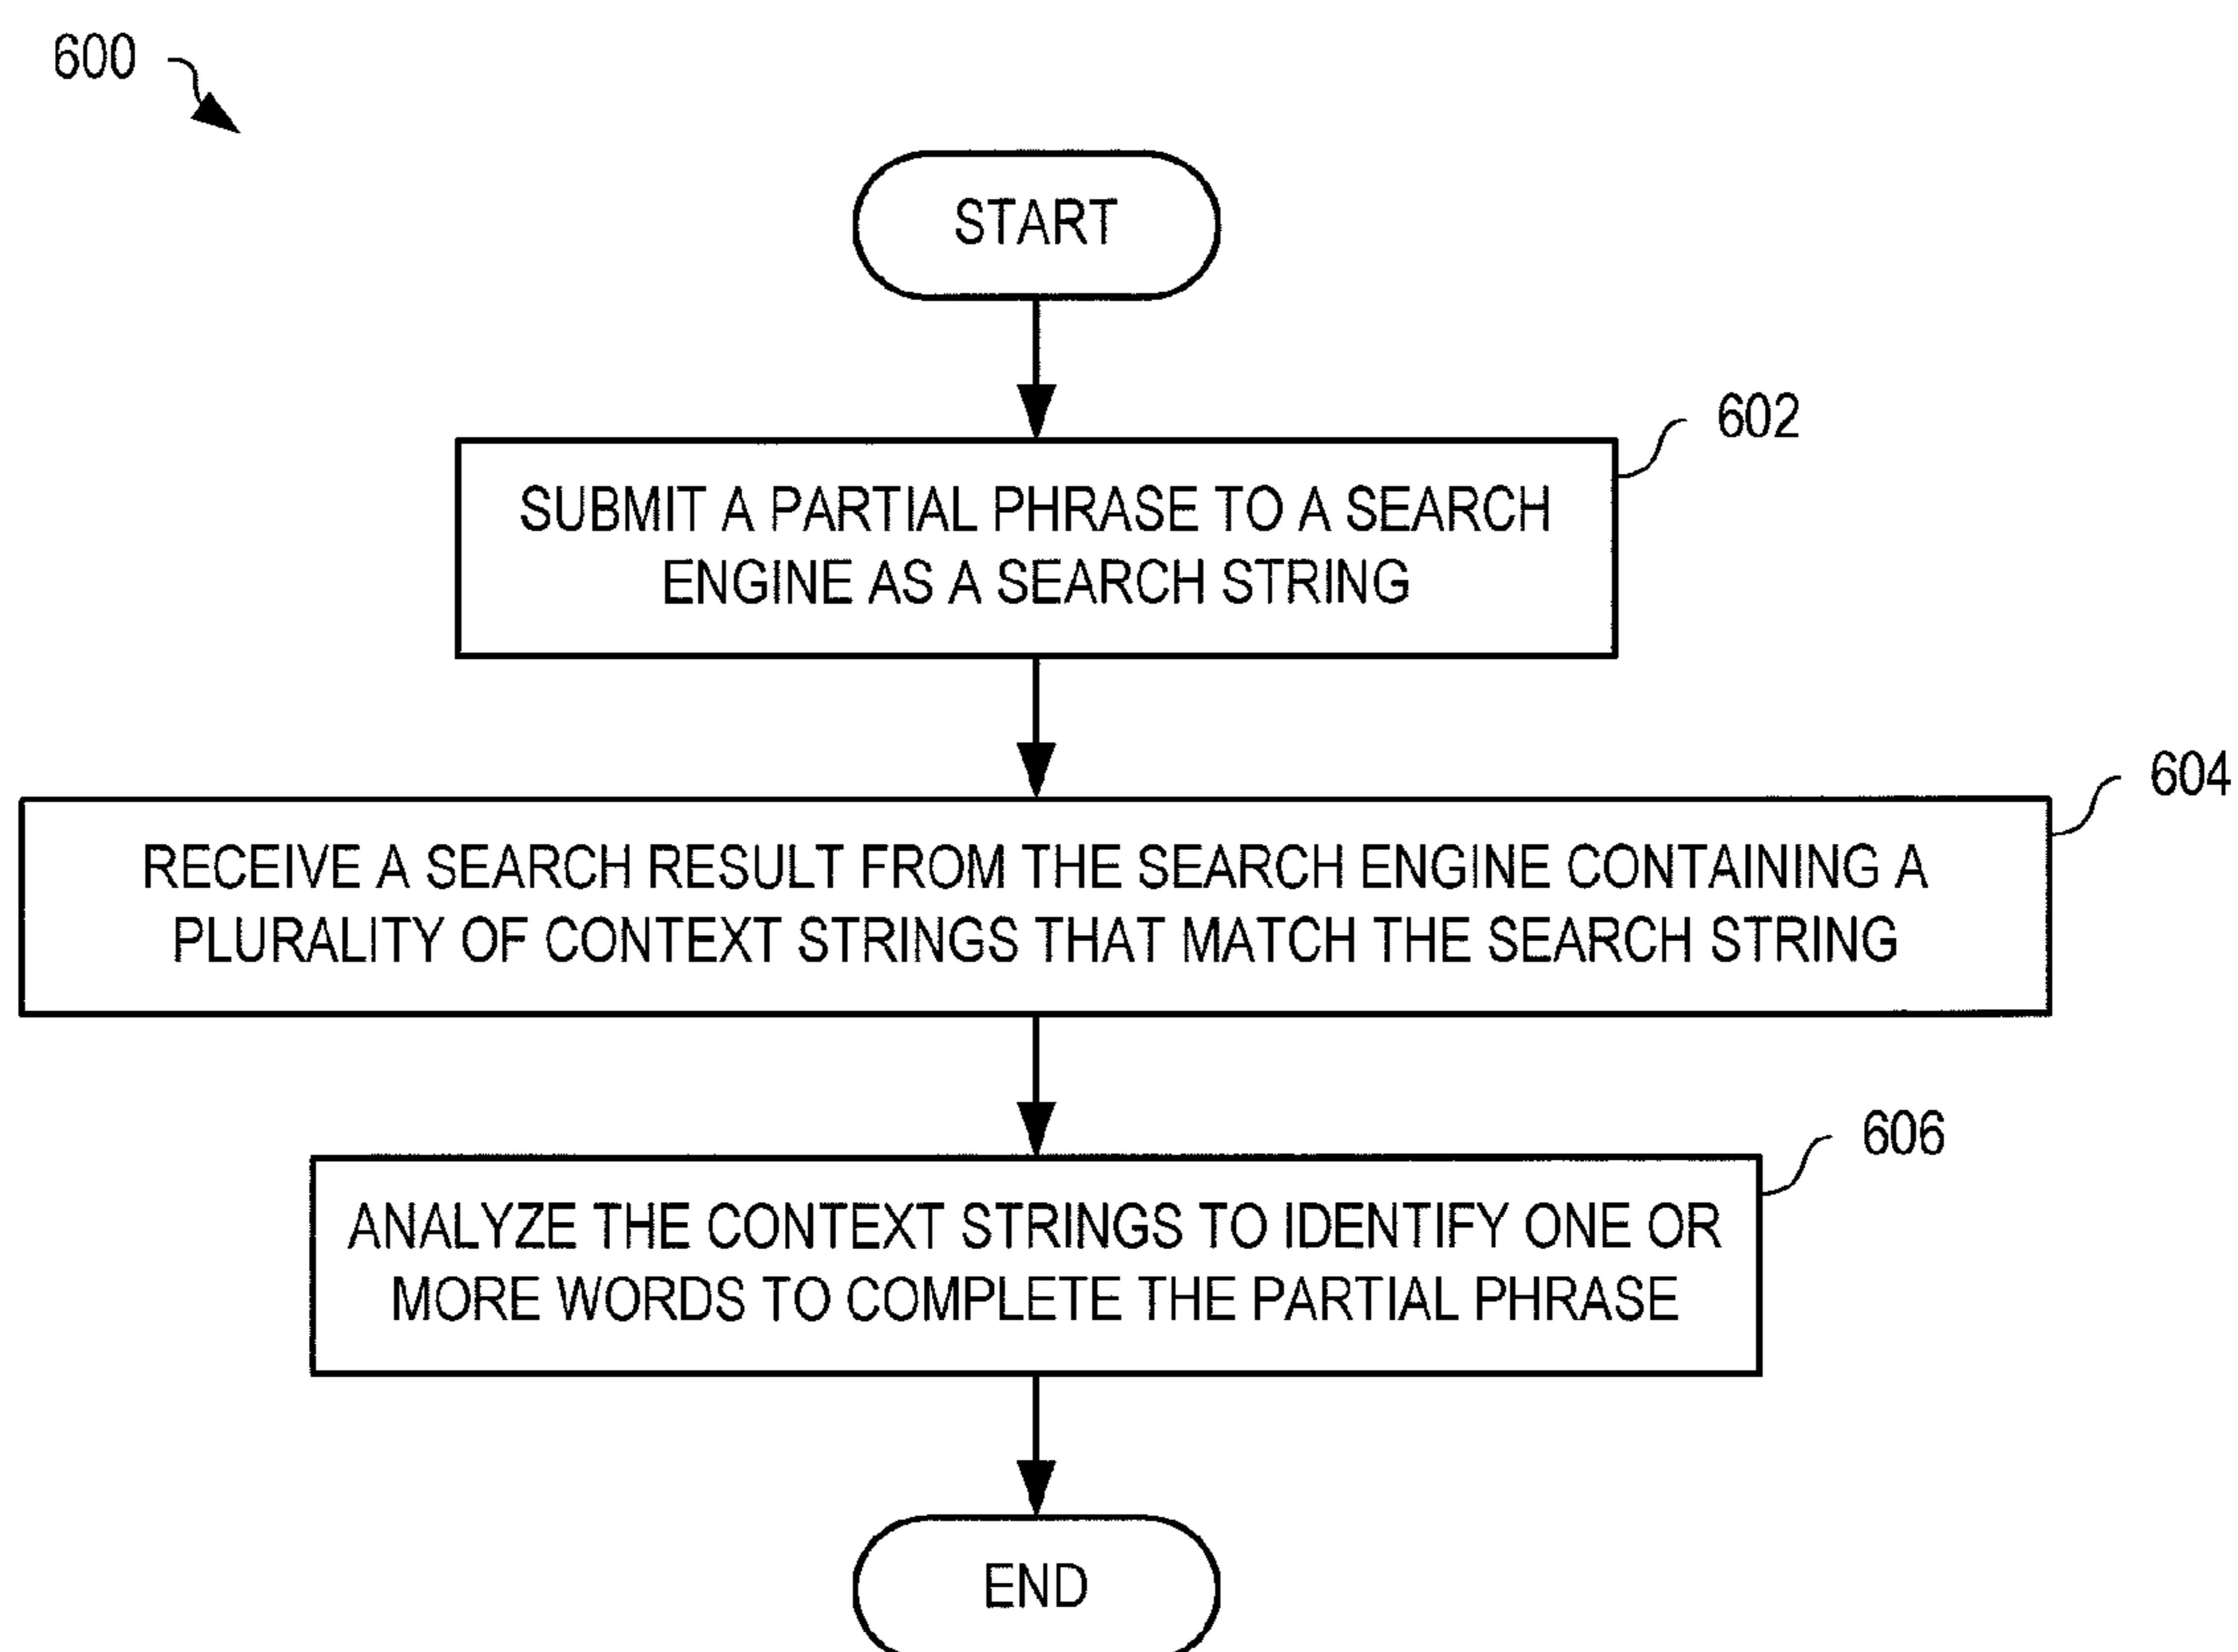 600
START
602
SUBMIT A PARTIAL PHRASE TO A SEARCH
ENGINE AS A SEARCH STRING
604
RECEIVE A SEARCH RESULT FROM THE SEARCH ENGINE CONTAINING A
PLURALITY OF CONTEXT STRINGS THAT MATCH THE SEARCH STRING
606
ANALYZE THE CONTEXT STRINGS TO IDENTIFY ONE OR
MORE WORDS TO COMPLETE THE PARTIAL PHRASE
END